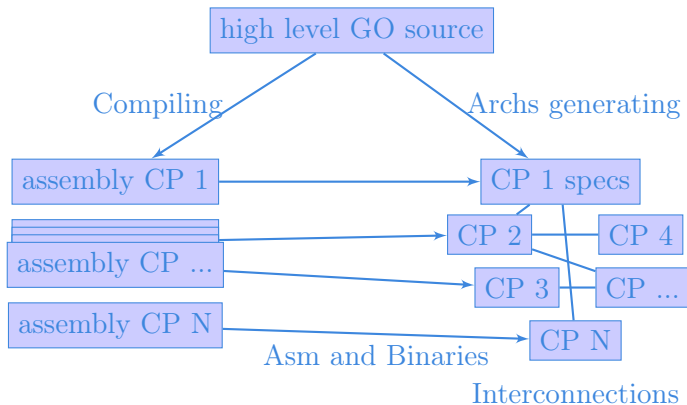 high level GO source
Compiling
Archs generating
assembly CP 1
CP 1 specs
CP 2
CP 4
assembly CP ...
CP 3
CP ...
assembly CP N
CP N
Asm and Binaries
Interconnections